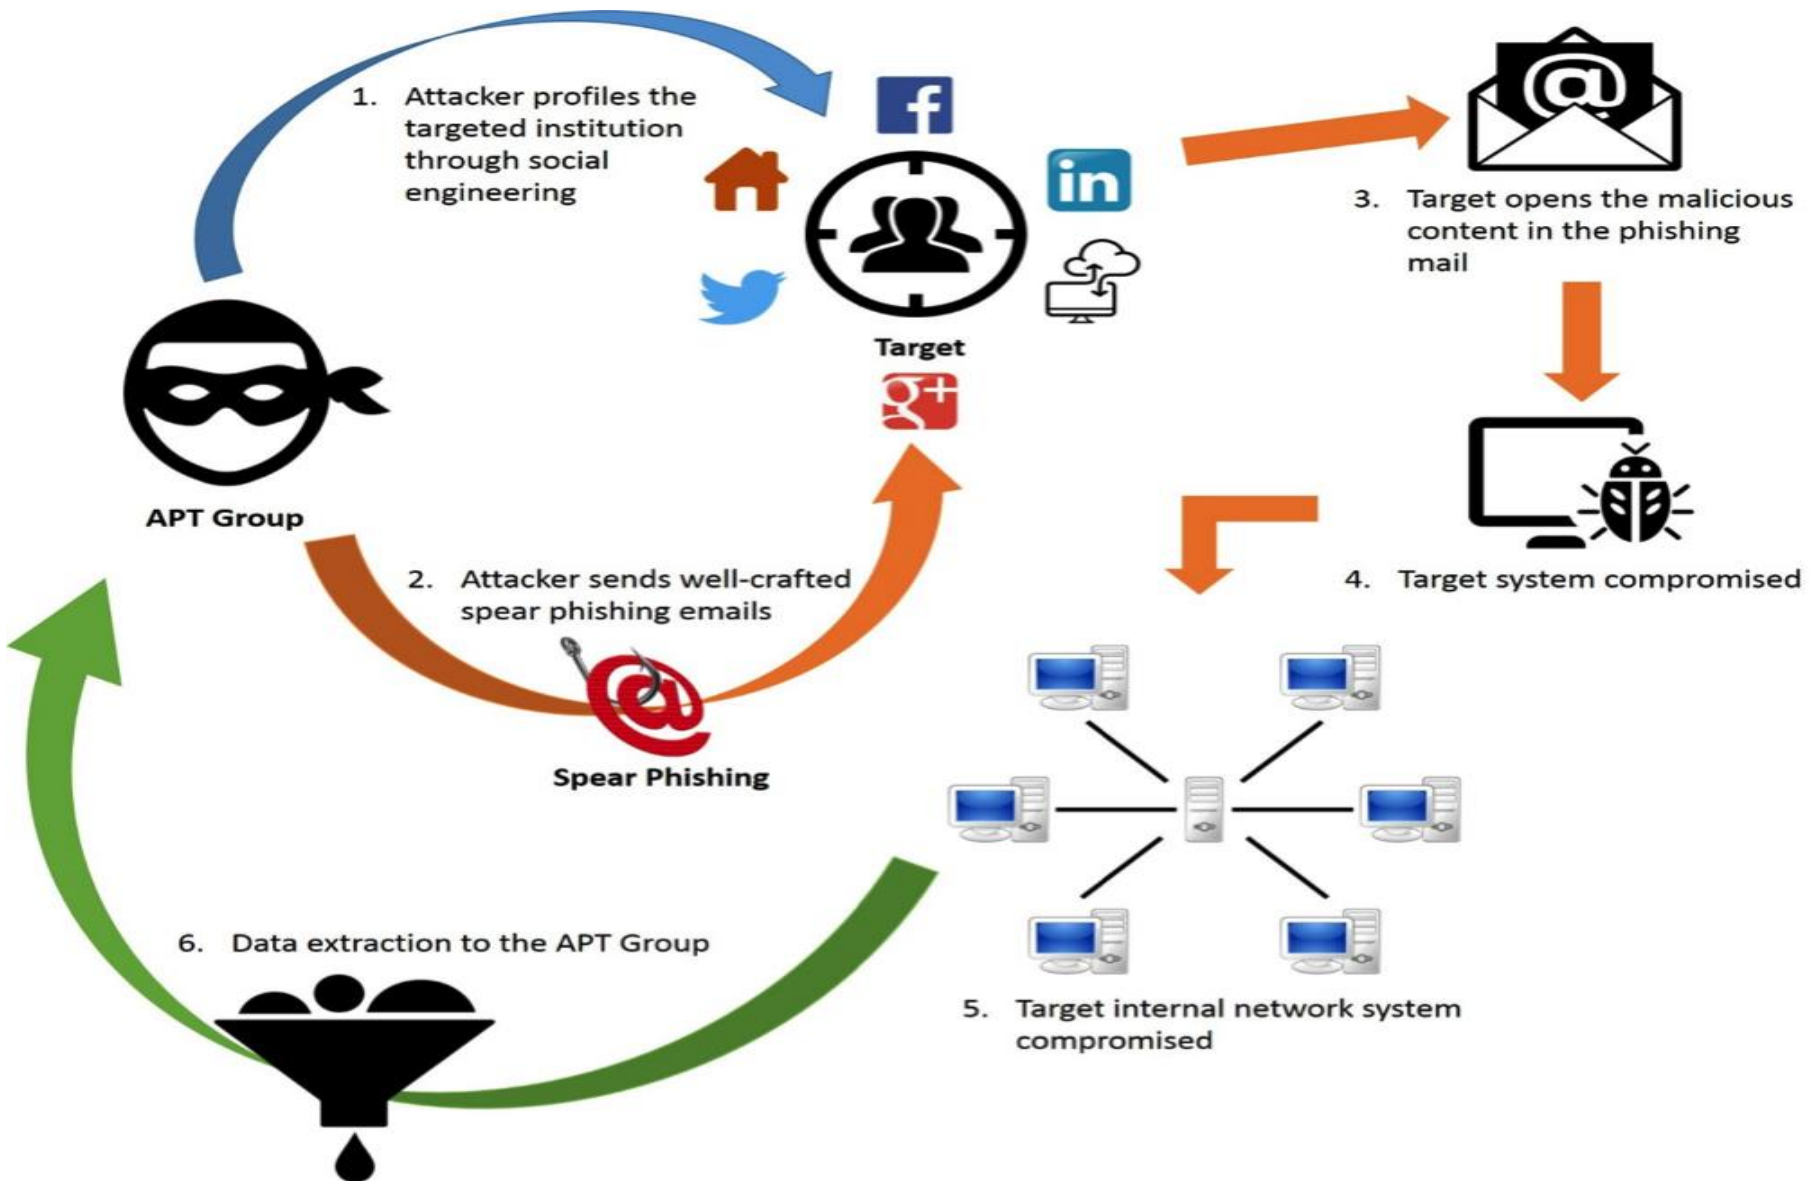 1. Attacker profiles the
targeted institution
through social
engineering
f
in
Target
g+
@
3. Target opens the malicious
content in the phishing
mail
APT Group
2. Attacker sends well-crafted
spear phishing emails
@
Spear Phishing
4. Target system compromised
5. Target internal network system
compromised
6. Data extraction to the APT Group